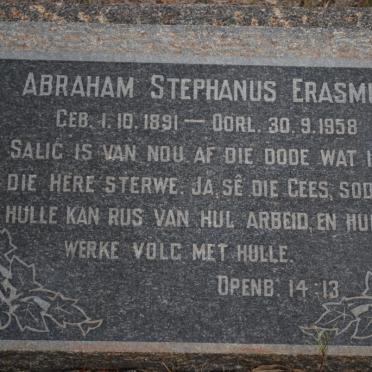 ABRAHAM STEPHANUS ERASMU
GEB. 1.10.1891 — OORL. 30.9.1958
SALIG IS VAN NOU AF DIE DODE WAT I
DIE HERE STERWE. JA, SÊ DIE GEES, SOD
HULLE KAN RUS VAN HUL ARBEID, EN HU
WERKE VOLG MET HULLE.
OPENB. 14:13